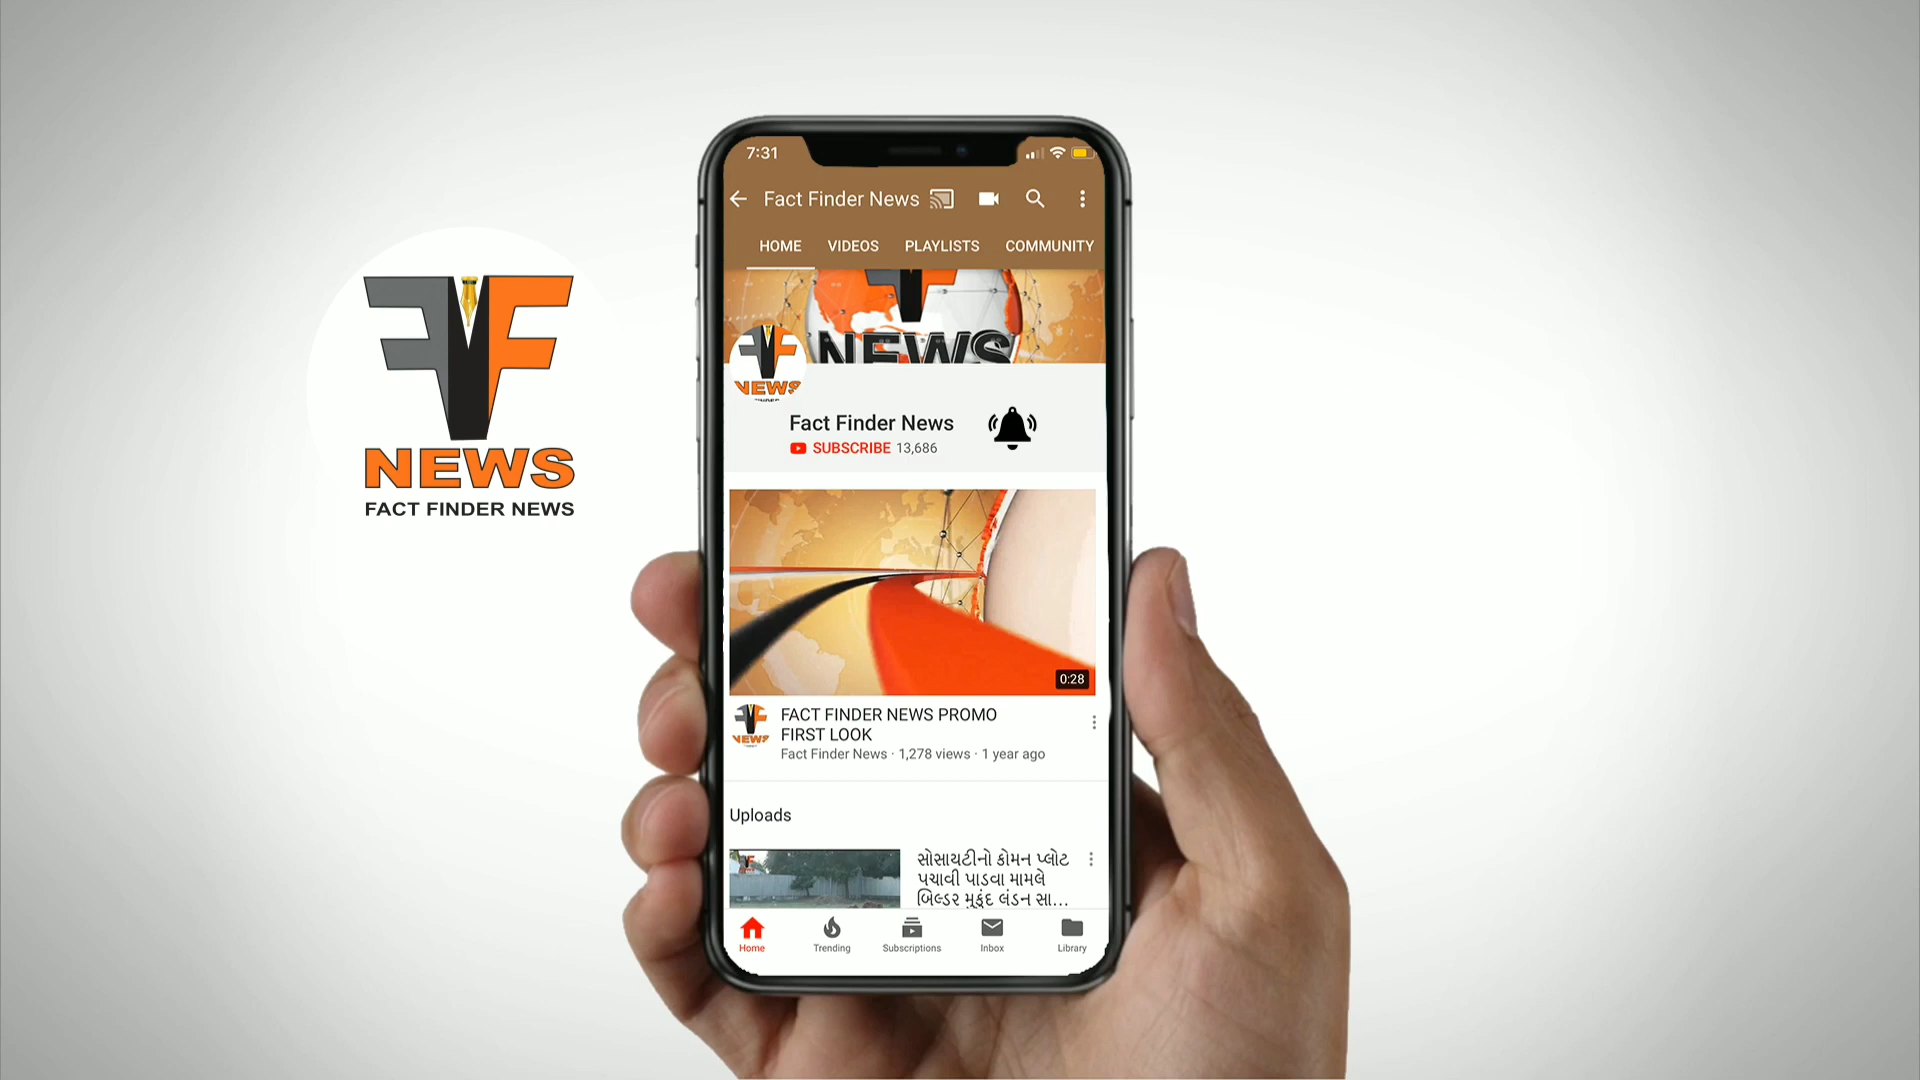 7:31
Fact Finder News
HOME VIDEOS PLAYLISTS COMMUNITY
NEWS
NEWS
Fact Finder News
SUBSCRIBE 13,686
NEWS
FACT FINDER NEWS
0:28
FACT FINDER NEWS PROMO
FIRST LOOK
NEWS
Fact Finder News · 1,278 views · 1 year ago
Uploads
સોસાયટીનો કોમન પ્લોટ
પચાવી પાડવા મામલે
બિલ્ડર મુકુંદ લંડન સા...
Home Trending Subscriptions Inbox Library